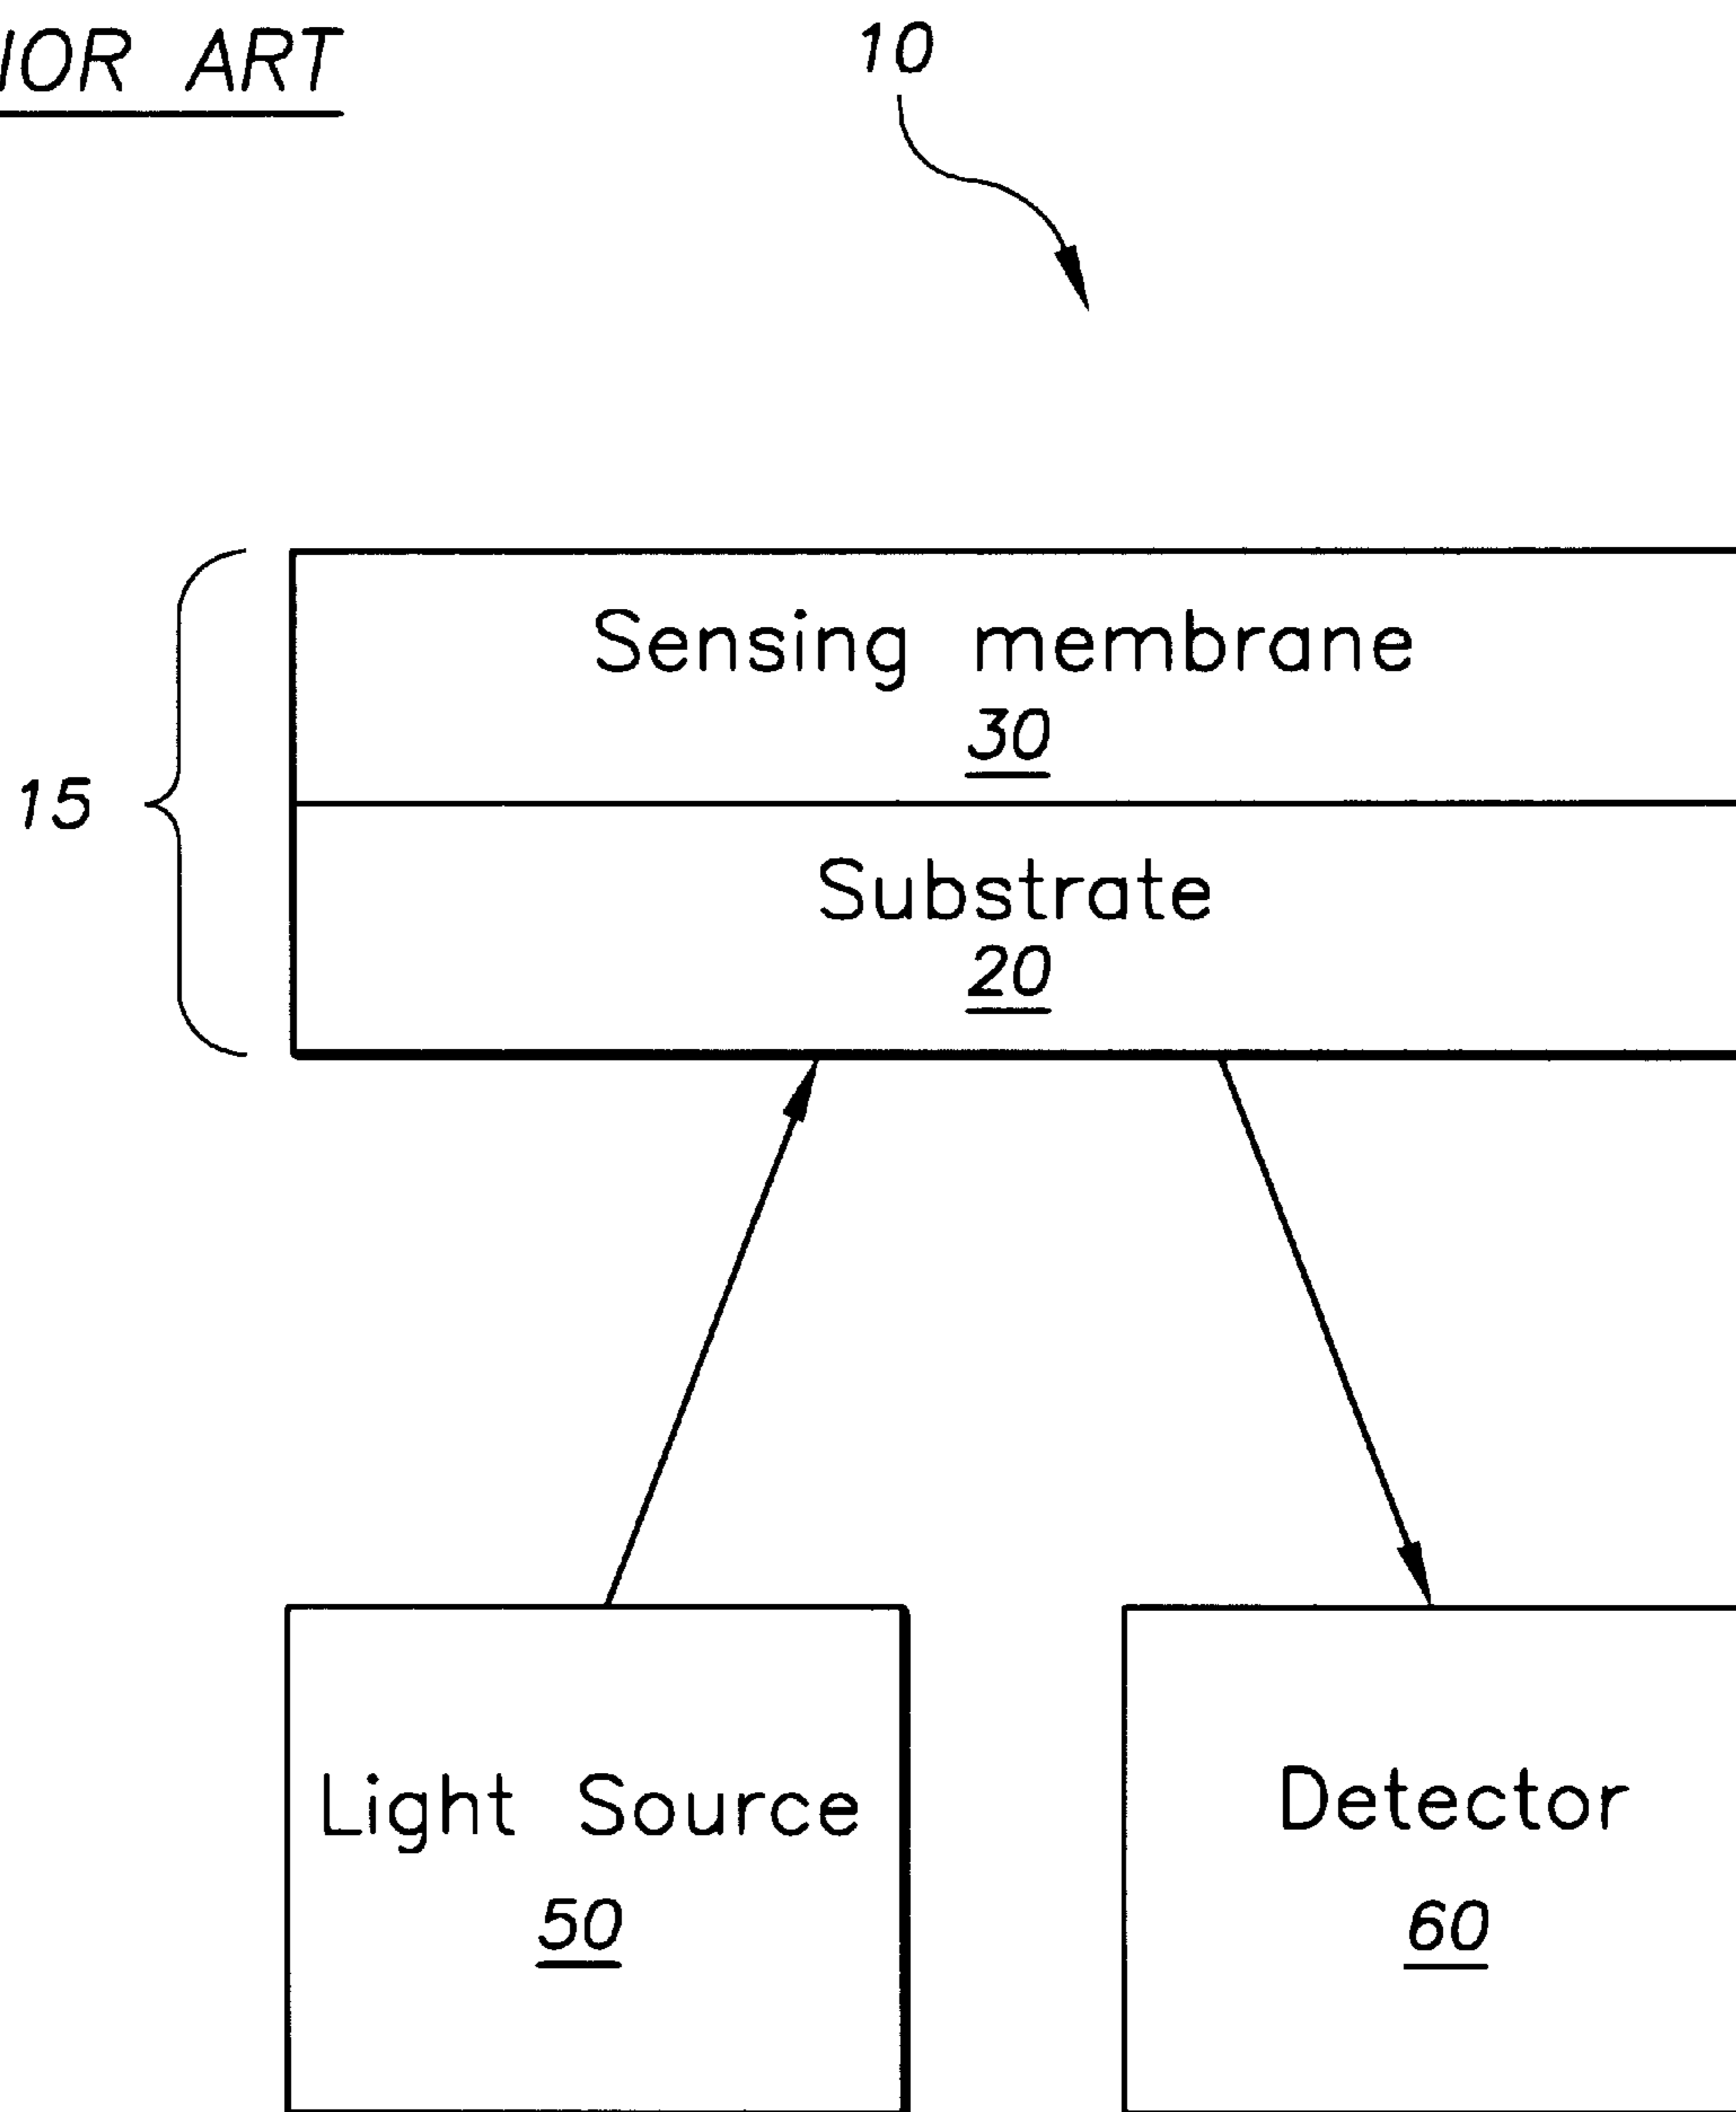 IOR ART
10
Sensing membrane
30
15
Substrate
20
Light Source
50
Detector
60